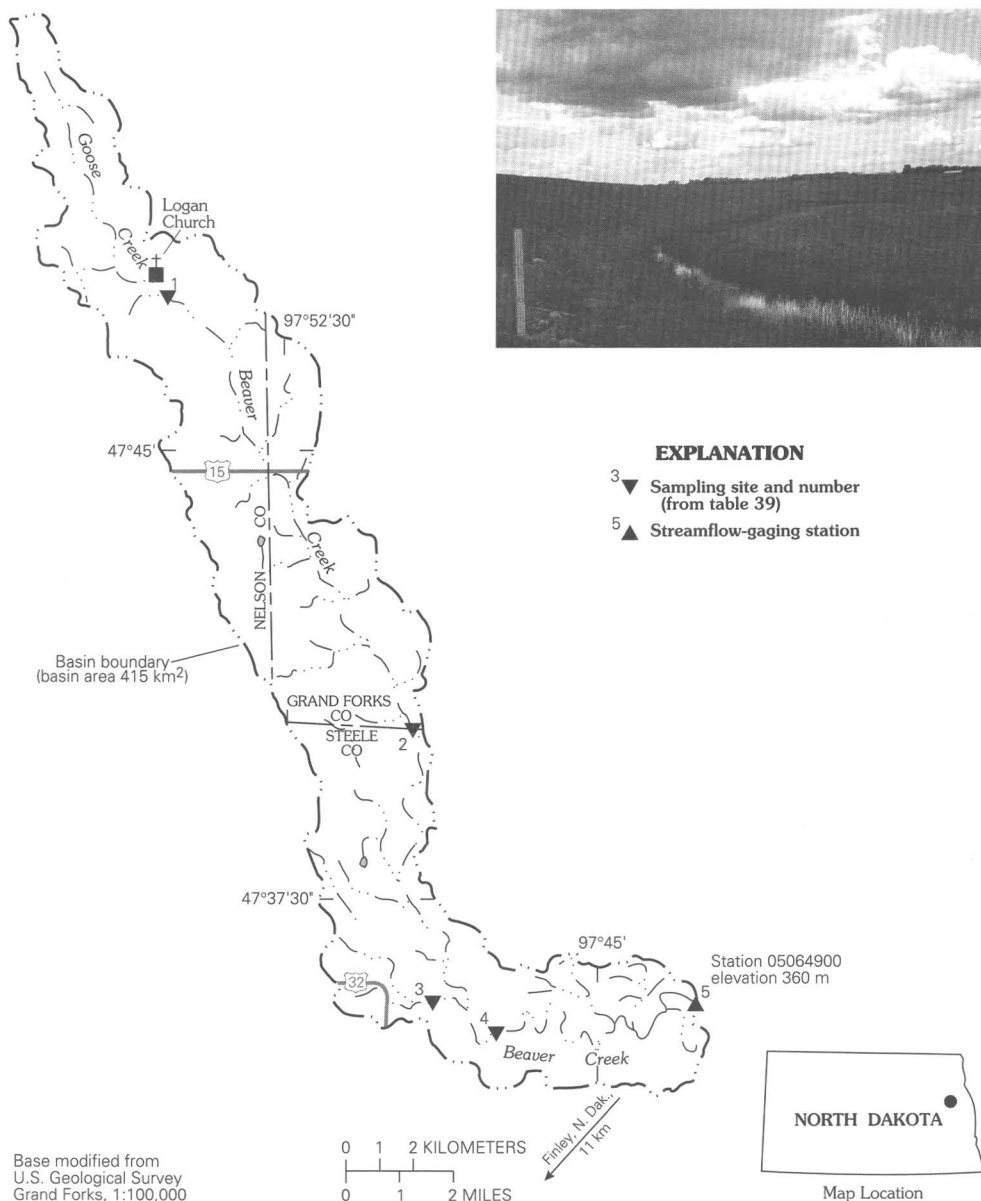 Goose
Creek
Logan
Church
1
97°52'30"
Beaver
47°45'
15
EXPLANATION
3 Sampling site and number
(from table 39)
5 Streamflow-gaging station
Creek
NELSON CO
Basin boundary
(basin area 415 km²)
GRAND FORKS
CO
STEELE
CO
2
47°37'30"
97°45'
Station 05064900
elevation 360 m
5
32
3
4
Beaver Creek
Finley, N. Dak.,
11 km
NORTH DAKOTA
Map Location
0 1 2 KILOMETERS
0 1 2 MILES
Base modified from
U.S. Geological Survey
Grand Forks, 1:100,000